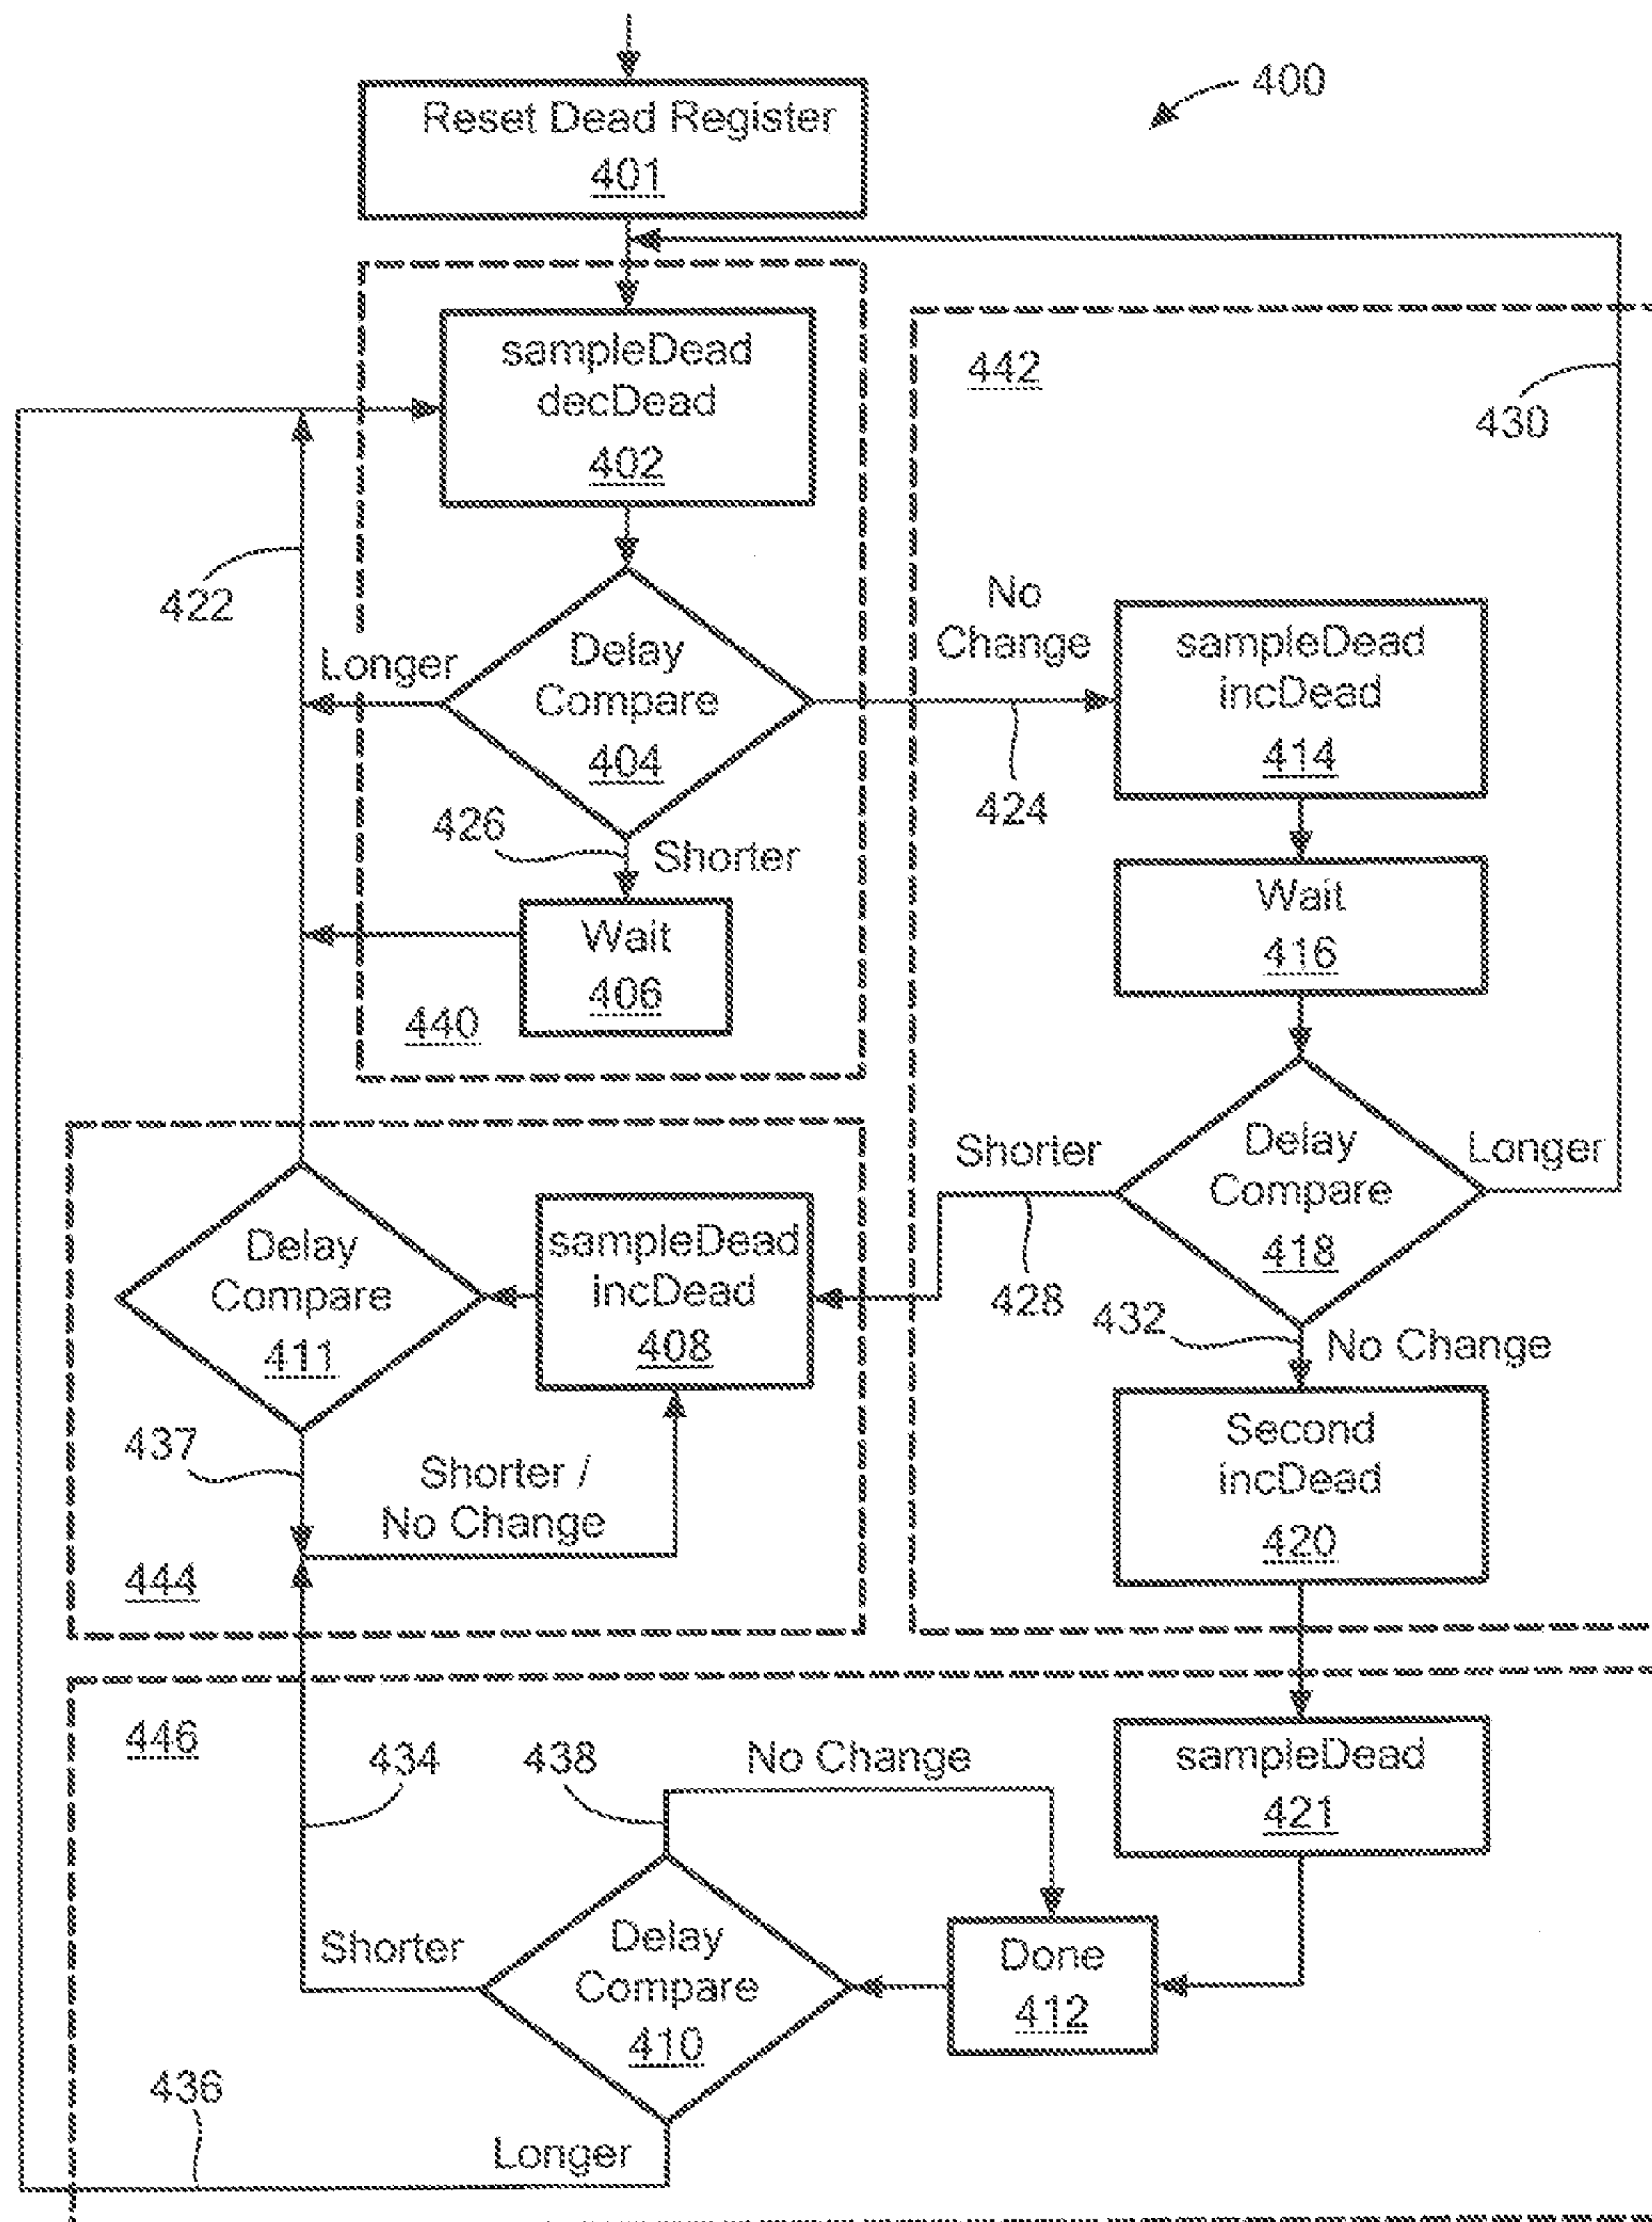 400
Reset Dead Register
401
442
430
sampleDead
decDead
402
422
Longer
Delay
Compare
404
No
Change
424
sampleDead
incDead
414
426
Shorter
Wait
406
440
Wait
416
Shorter
428
Delay
Compare
418
Longer
432
No Change
Delay
Compare
411
sampleDead
incDead
408
437
Shorter /
No Change
444
Second
incDead
420
446
434
438
No Change
sampleDead
421
Shorter
Delay
Compare
410
Done
412
436
Longer